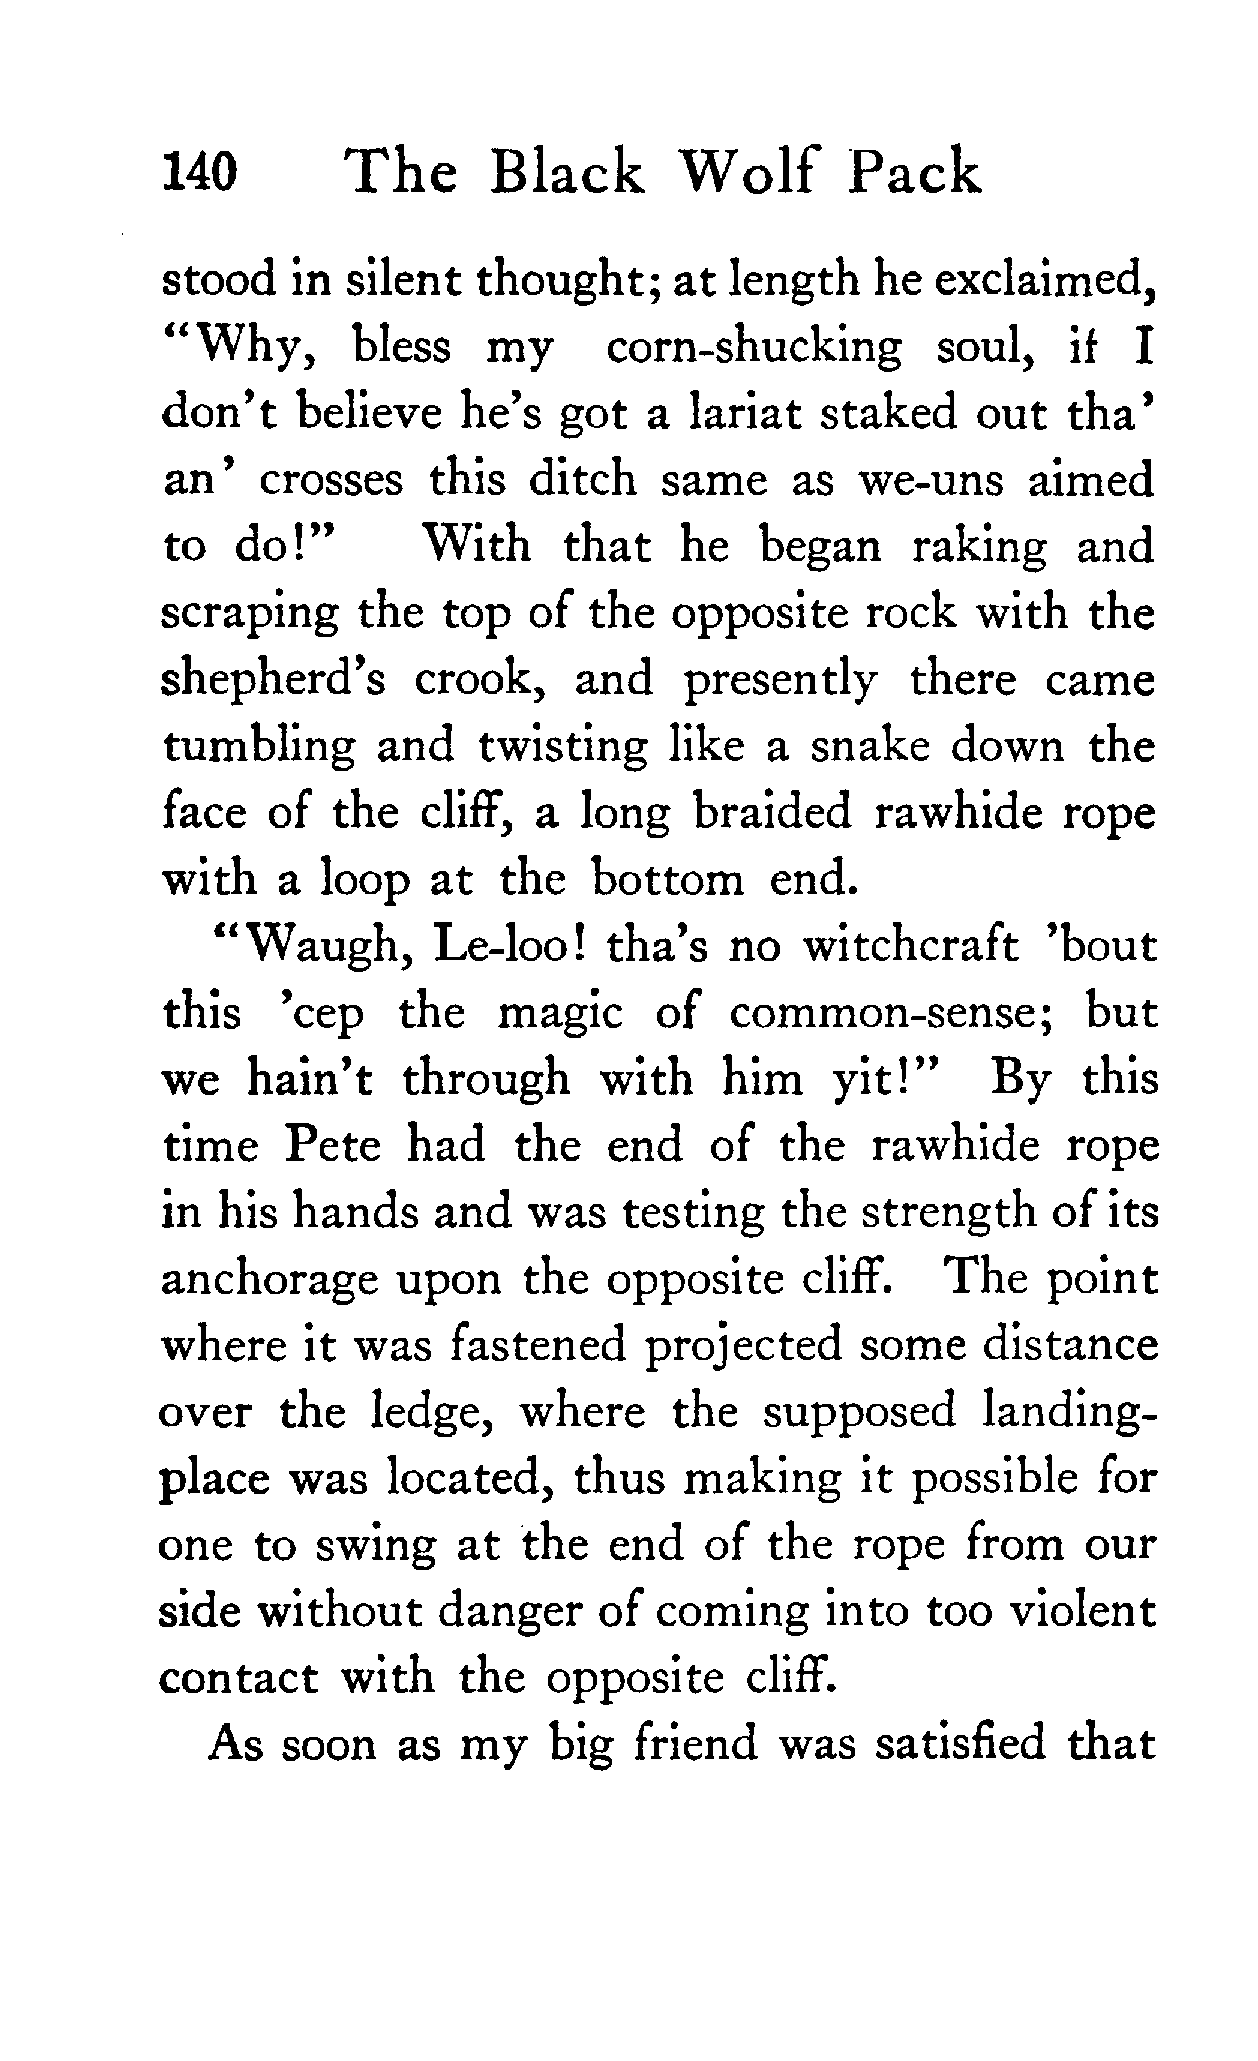 140 The Black Wolf Pack
stood in silent thought; at length he exclaimed,
“Why, bless my corn-shucking soul, if I
don’t believe he’s got a lariat staked out tha’
an’ crosses this ditch same as we-uns aimed
to do!” With that he began raking and
scraping the top of the opposite rock with the
shepherd’s crook, and presently there came
tumbling and twisting like a snake down the
face of the cliff, a long braided rawhide rope
with a loop at the bottom end.
“Waugh, Le-loo! tha’s no witchcraft ’bout
this ’cep the magic of common-sense; but
we hain’t through with him yit!” By this
time Pete had the end of the rawhide rope
in his hands and was testing the strength of its
anchorage upon the opposite cliff. The point
where it was fastened projected some distance
over the ledge, where the supposed landing-
place was located, thus making it possible for
one to swing at the end of the rope from our
side without danger of coming into too violent
contact with the opposite cliff.
As soon as my big friend was satisfied that